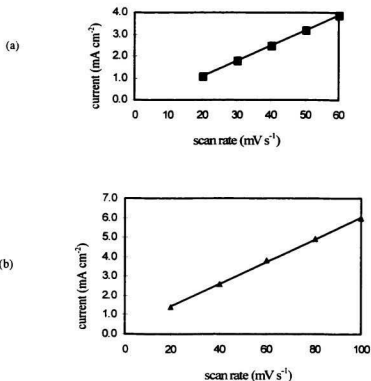 (a)
current (mA cm⁻²)
4.0
3.0
2.0
1.0
0.0
0 10 20 30 40 50 60
scan rate (mV s⁻¹)
(b)
current (mA cm⁻²)
7.0
6.0
5.0
4.0
3.0
2.0
1.0
0.0
0 20 40 60 80 100
scan rate (mV s⁻¹)